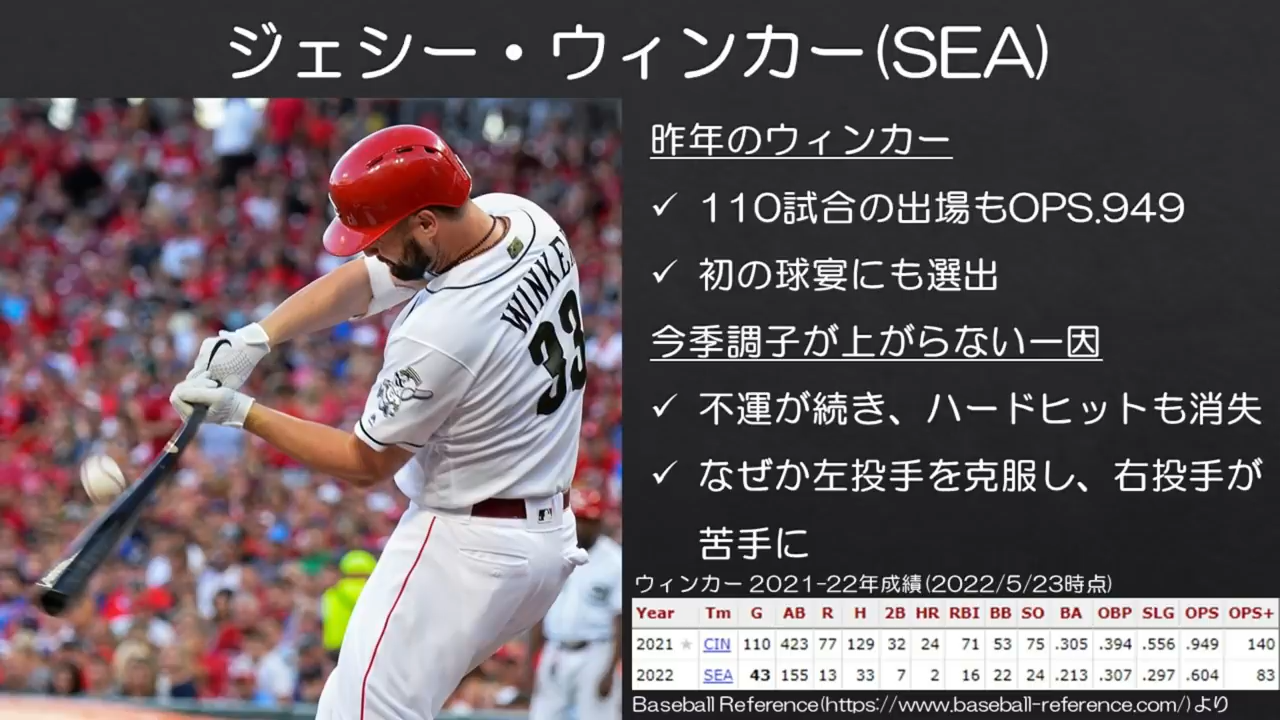 ジェシー・ウィンカー(SEA)
WINKE
33
昨年のウィンカー
✓ 110試合の出場もOPS.949
✓ 初の球宴にも選出
今季調子が上がらない一因
✓ 不運が続き、ハードヒットも消失
✓ なぜか左投手を克服し、右投手が
苦手に
ウィンカー 2021-22年成績(2022/5/23時点)
Year Tm G AB R H 2B HR RBI BB SO BA OBP SLG OPS OPS+
2021 ★ CIN 110 423 77 129 32 24 71 53 75 .305 .394 .556 .949 140
2022 SEA 43 155 13 33 7 2 16 22 24 .213 .307 .297 .604 83
Baseball Reference(https://www.baseball-reference.com/)より